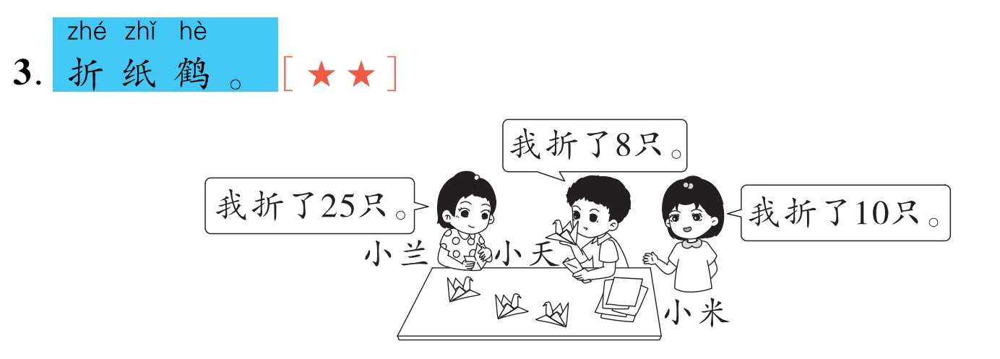 zhé zhǐ hè
3. 折纸鹤。[★★]
我折了8只。
我折了25只。
我折了10只。
小兰
小天
小米